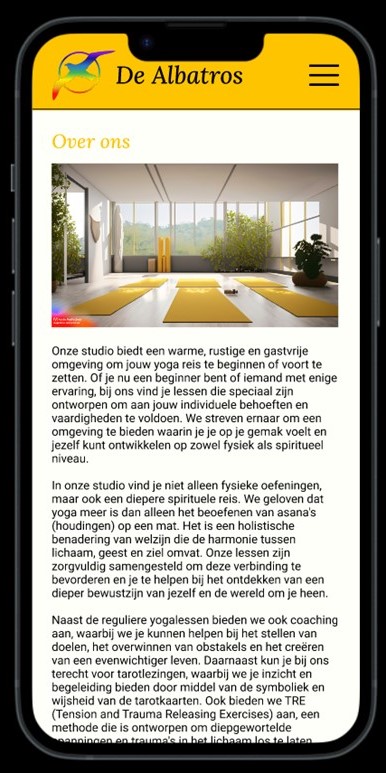 De Albatros
Over ons
Onze studio biedt een warme, rustige en gastvrije
omgeving om jouw yoga reis te beginnen of voort te
zetten. Of je nu een beginner bent of iemand met enige
ervaring, bij ons vind je lessen die speciaal zijn
ontworpen om aan jouw individuele behoeften en
vaardigheden te voldoen. We streven ernaar om een
omgeving te bieden waarin je je op je gemak voelt en
jezelf kunt ontwikkelen op zowel fysiek als spiritueel
niveau.
In onze studio vind je niet alleen fysieke oefeningen,
maar ook een diepere spirituele reis. We geloven dat
yoga meer is dan alleen het beoefenen van asana's
(houdingen) op een mat. Het is een holistische
benadering van welzijn die de harmonie tussen
lichaam, geest en ziel omvat. Onze lessen zijn
zorgvuldig samengesteld om deze verbinding te
bevorderen en je te helpen bij het ontdekken van een
dieper bewustzijn van jezelf en de wereld om je heen.
Naast de reguliere yogalessen bieden we ook coaching
aan, waarbij we je kunnen helpen bij het stellen van
doelen, het overwinnen van obstakels en het creëren
van een evenwichtiger leven. Daarnaast kun je bij ons
terecht voor tarotlezingen, waarbij we je inzicht en
begeleiding bieden door middel van de symboliek en
wijsheid van de tarotkaarten. Ook bieden we TRE
(Tension and Trauma Releasing Exercises) aan, een
methode die is ontworpen om diepgewortelde
spanningen en trauma's in het lichaam los te laten